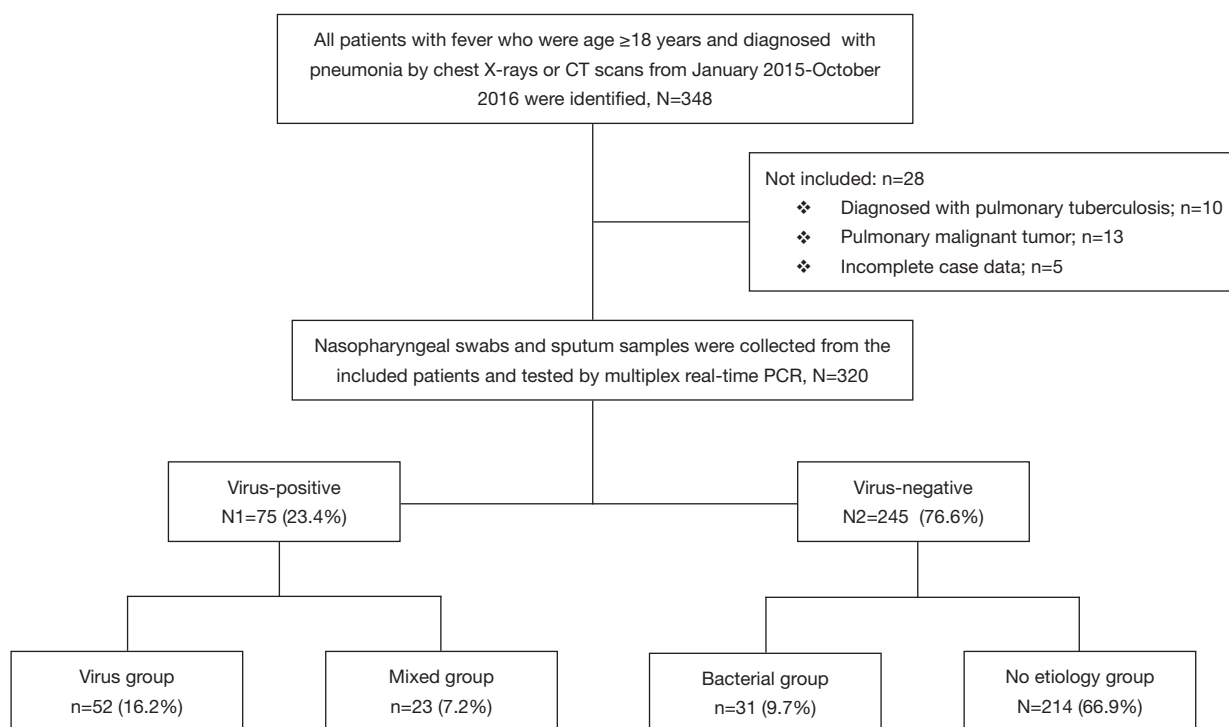 All patients with fever who were age ≥18 years and diagnosed with
pneumonia by chest X-rays or CT scans from January 2015-October
2016 were identified, N=348
Not included: n=28
❖ Diagnosed with pulmonary tuberculosis; n=10
❖ Pulmonary malignant tumor; n=13
❖ Incomplete case data; n=5
Nasopharyngeal swabs and sputum samples were collected from the
included patients and tested by multiplex real-time PCR, N=320
Virus-positive
N1=75 (23.4%)
Virus-negative
N2=245 (76.6%)
Virus group
n=52 (16.2%)
Mixed group
n=23 (7.2%)
Bacterial group
n=31 (9.7%)
No etiology group
N=214 (66.9%)